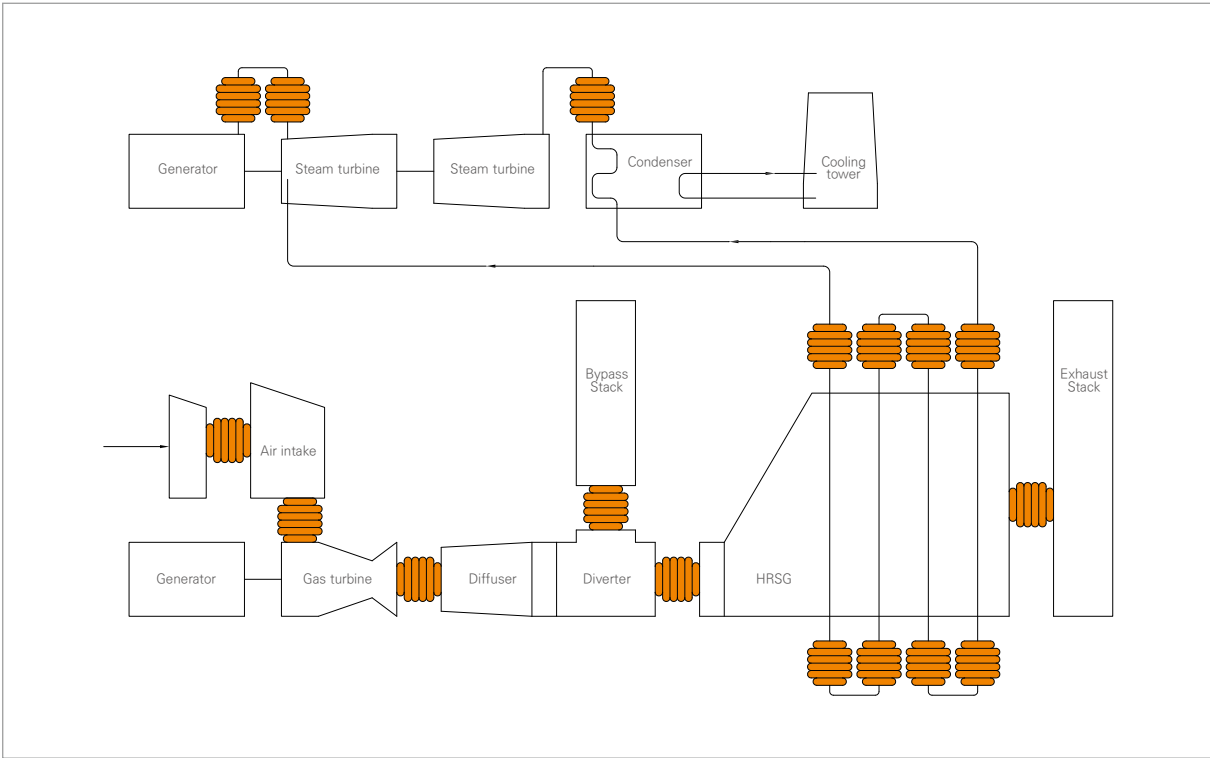 Generator
Steam turbine
Steam turbine
Condenser
Cooling
tower
Bypass
Stack
Exhaust
Stack
Air intake
Generator
Gas turbine
Diffuser
Diverter
HRSG